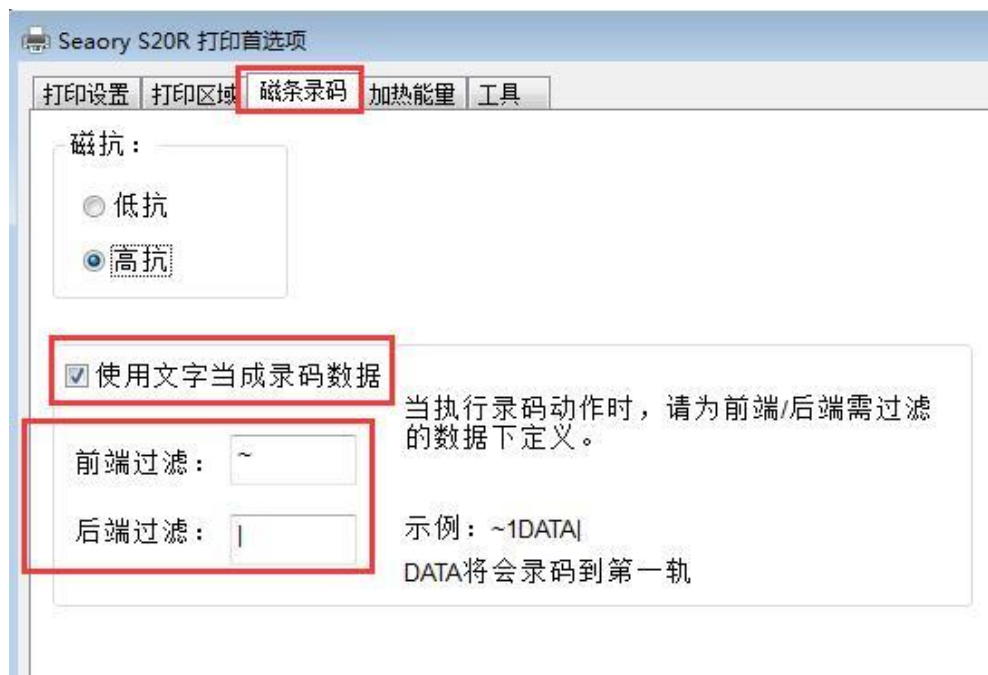 Seaory S20R 打印首选项
打印设置 打印区域 磁条录码 加热能量 工具
磁抗：
低抗
高抗
使用文字当成录码数据
当执行录码动作时，请为前端/后端需过滤
的数据下定义。
前端过滤： ~
后端过滤： |
示例：~1DATA|
DATA将会录码到第一轨